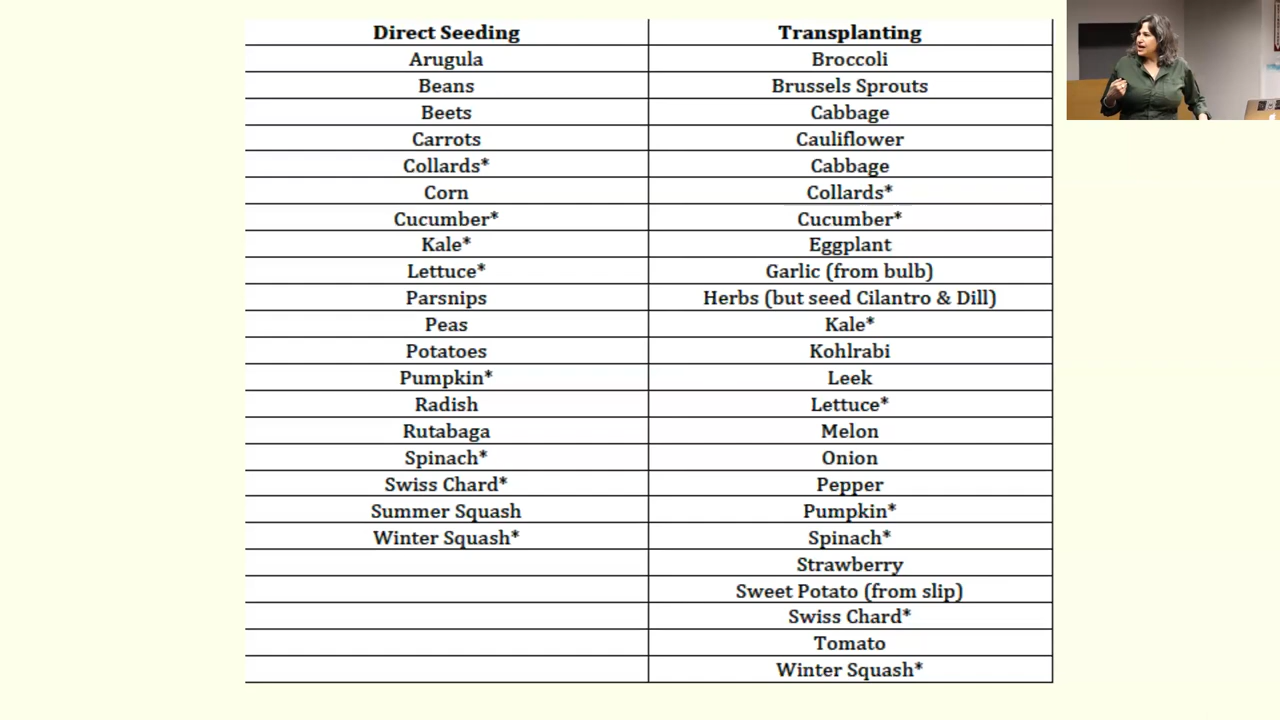 Direct Seeding Transplanting
Arugula Broccoli
Beans Brussels Sprouts
Beets Cabbage
Carrots Cauliflower
Collards* Cabbage
Corn Collards*
Cucumber* Cucumber*
Kale* Eggplant
Lettuce* Garlic (from bulb)
Parsnips Herbs (but seed Cilantro & Dill)
Peas Kale*
Potatoes Kohlrabi
Pumpkin* Leek
Radish Lettuce*
Rutabaga Melon
Spinach* Onion
Swiss Chard* Pepper
Summer Squash Pumpkin*
Winter Squash* Spinach*
Strawberry
Sweet Potato (from slip)
Swiss Chard*
Tomato
Winter Squash*